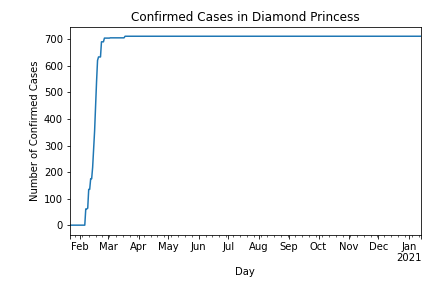 Confirmed Cases in Diamond Princess
Number of Confirmed Cases
700
600
500
400
300
200
100
0
Feb Mar Apr May Jun Jul Aug Sep Oct Nov Dec Jan
2021
Day